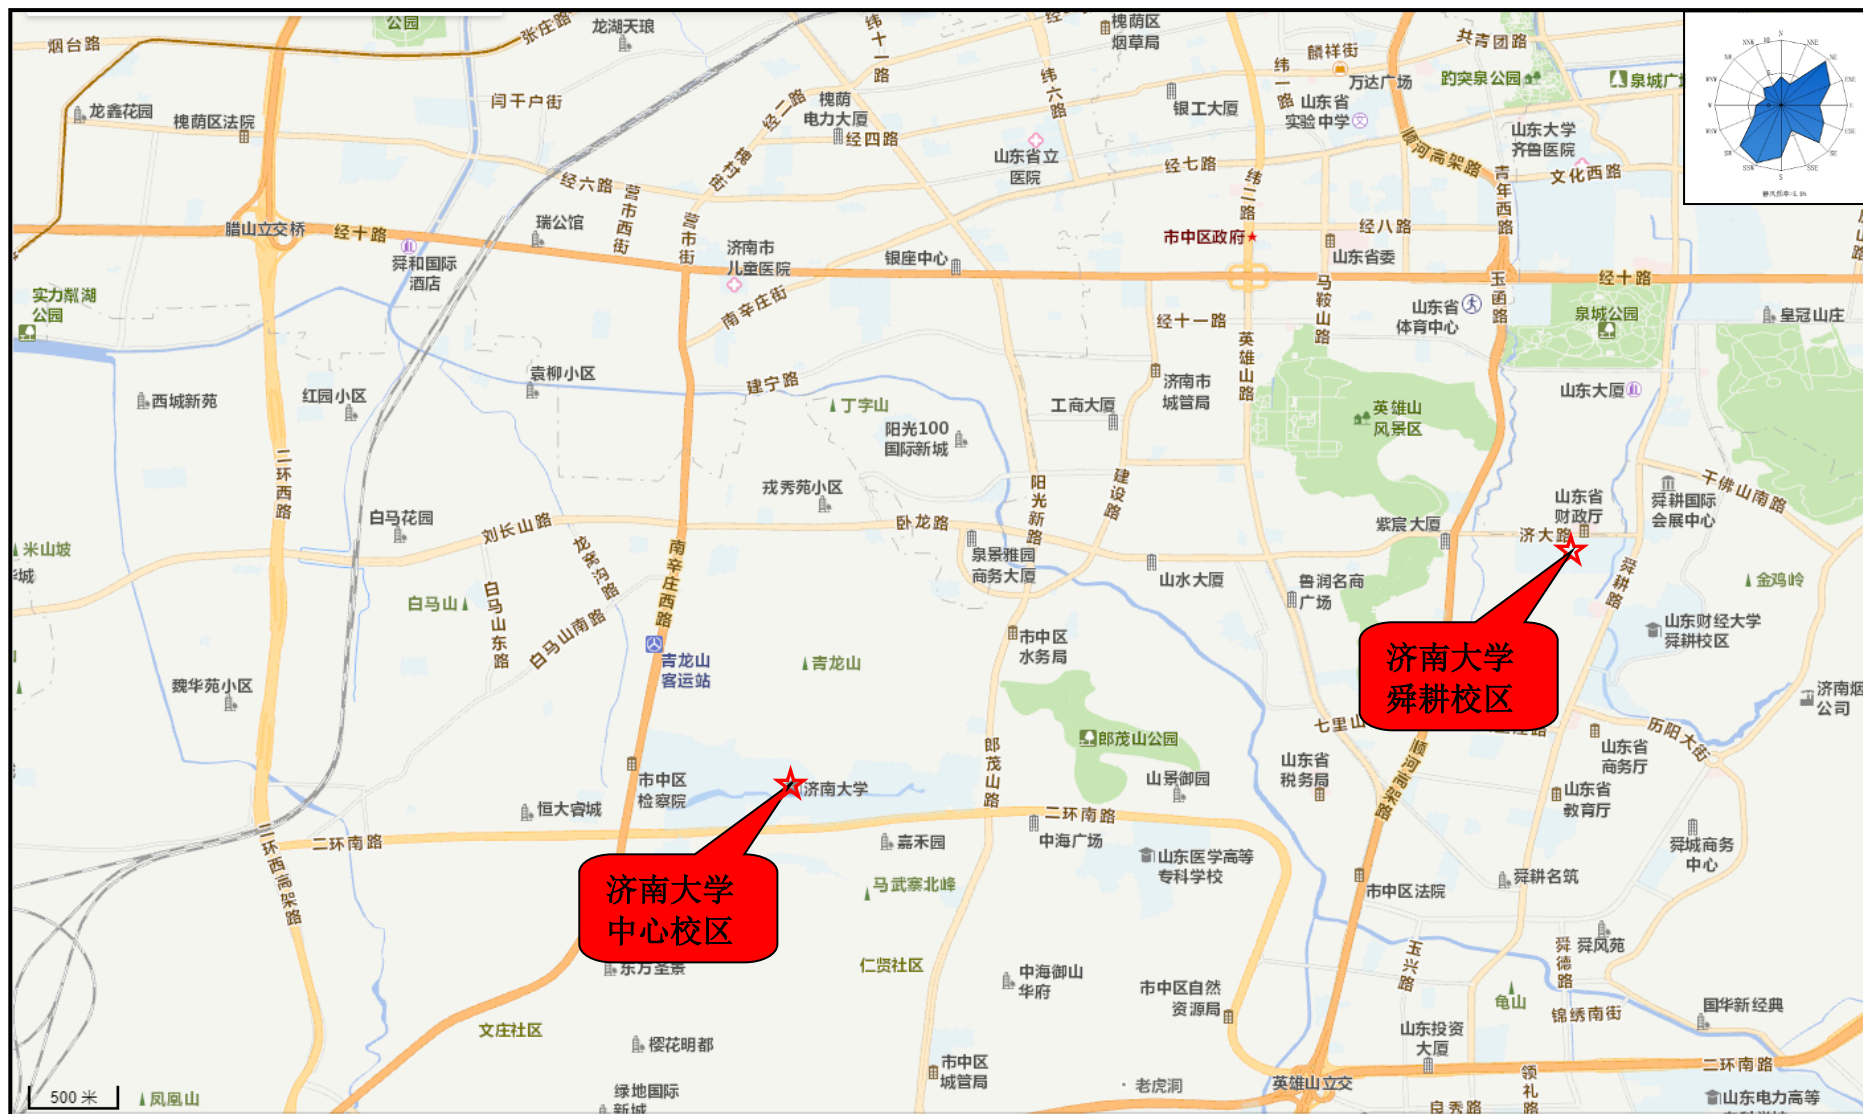 公园
张庄路
龙湖天琅
纬十一路
槐荫区
烟草局
烟台路
麟祥街
共青团路
万达广场
趵突泉公园
泉城广场
闫千户街
经二路
纬六路
纬一路
龙鑫花园
槐荫区法院
槐荫
电力大厦
经四路
银工大厦
山东省
实验中学
顺河高架路
山东大学
齐鲁医院
山东省立
医院
经七路
文化西路
青年西路
槐村街
经六路
营市西街
营市街
纬二路
瑞公馆
腊山立交桥
经十路
舜和国际
酒店
济南市
儿童医院
银座中心
市中区政府
经八路
山东省委
经十路
玉函路
马鞍山路
南辛庄街
实力粼湖
公园
山东省
体育中心
泉城公园
皇冠山庄
经十一路
英雄山路
西城新苑
红园小区
袁柳小区
建宁路
丁字山
济南市
城管局
工商大厦
山东大厦
英雄山
风景区
阳光100
国际新城
二环西路
戎秀苑小区
阳光新路
建设路
千佛山南路
舜耕国际
会展中心
山东省
财政厅
白马花园
刘长山路
卧龙路
紫宸大厦
济大路
米山坡
龙窝沟路
南辛庄西路
泉景雅园
商务大厦
山水大厦
鲁润名商
广场
舜耕路
金鸡岭
白马山
白马山东路
白马山南路
青龙山
客运站
青龙山
市中区
水务局
济南大学
舜耕校区
山东财经大学
舜耕校区
魏华苑小区
济南烟
公司
七里山
历阳大街
郎茂山公园
郎茂山路
山东省
税务局
顺河高架路
山东省
商务厅
市中区
检察院
济南大学
山景御园
山东省
教育厅
恒大睿城
二环南路
二环南路
中海广场
嘉禾园
舜城商务
中心
二环西高架路
济南大学
中心校区
马武寨北峰
山东医学高等
专科学校
市中区法院
舜耕名筑
东方圣景
仁贤社区
中海御山
华府
市中区自然
资源局
玉兴路
舜德路
舜风苑
龟山
锦绣南街
国华新经典
文庄社区
樱花明都
山东投资
大厦
市中区
城管局
老虎洞
英雄山立交
二环南路
领礼路
良秀路
500 米
凤凰山
绿地国际
新城
山东电力高等
N
NNE
NE
ENE
E
ESE
SE
SSE
S
SSW
SW
WSW
W
WNW
NW
NNW